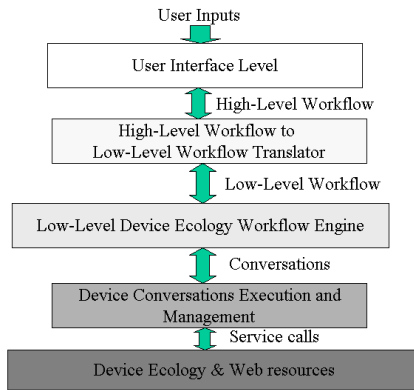 User Inputs
User Interface Level
High-Level Workflow
High-Level Workflow to
Low-Level Workflow Translator
Low-Level Workflow
Low-Level Device Ecology Workflow Engine
Conversations
Device Conversations Execution and
Management
Service calls
Device Ecology & Web resources